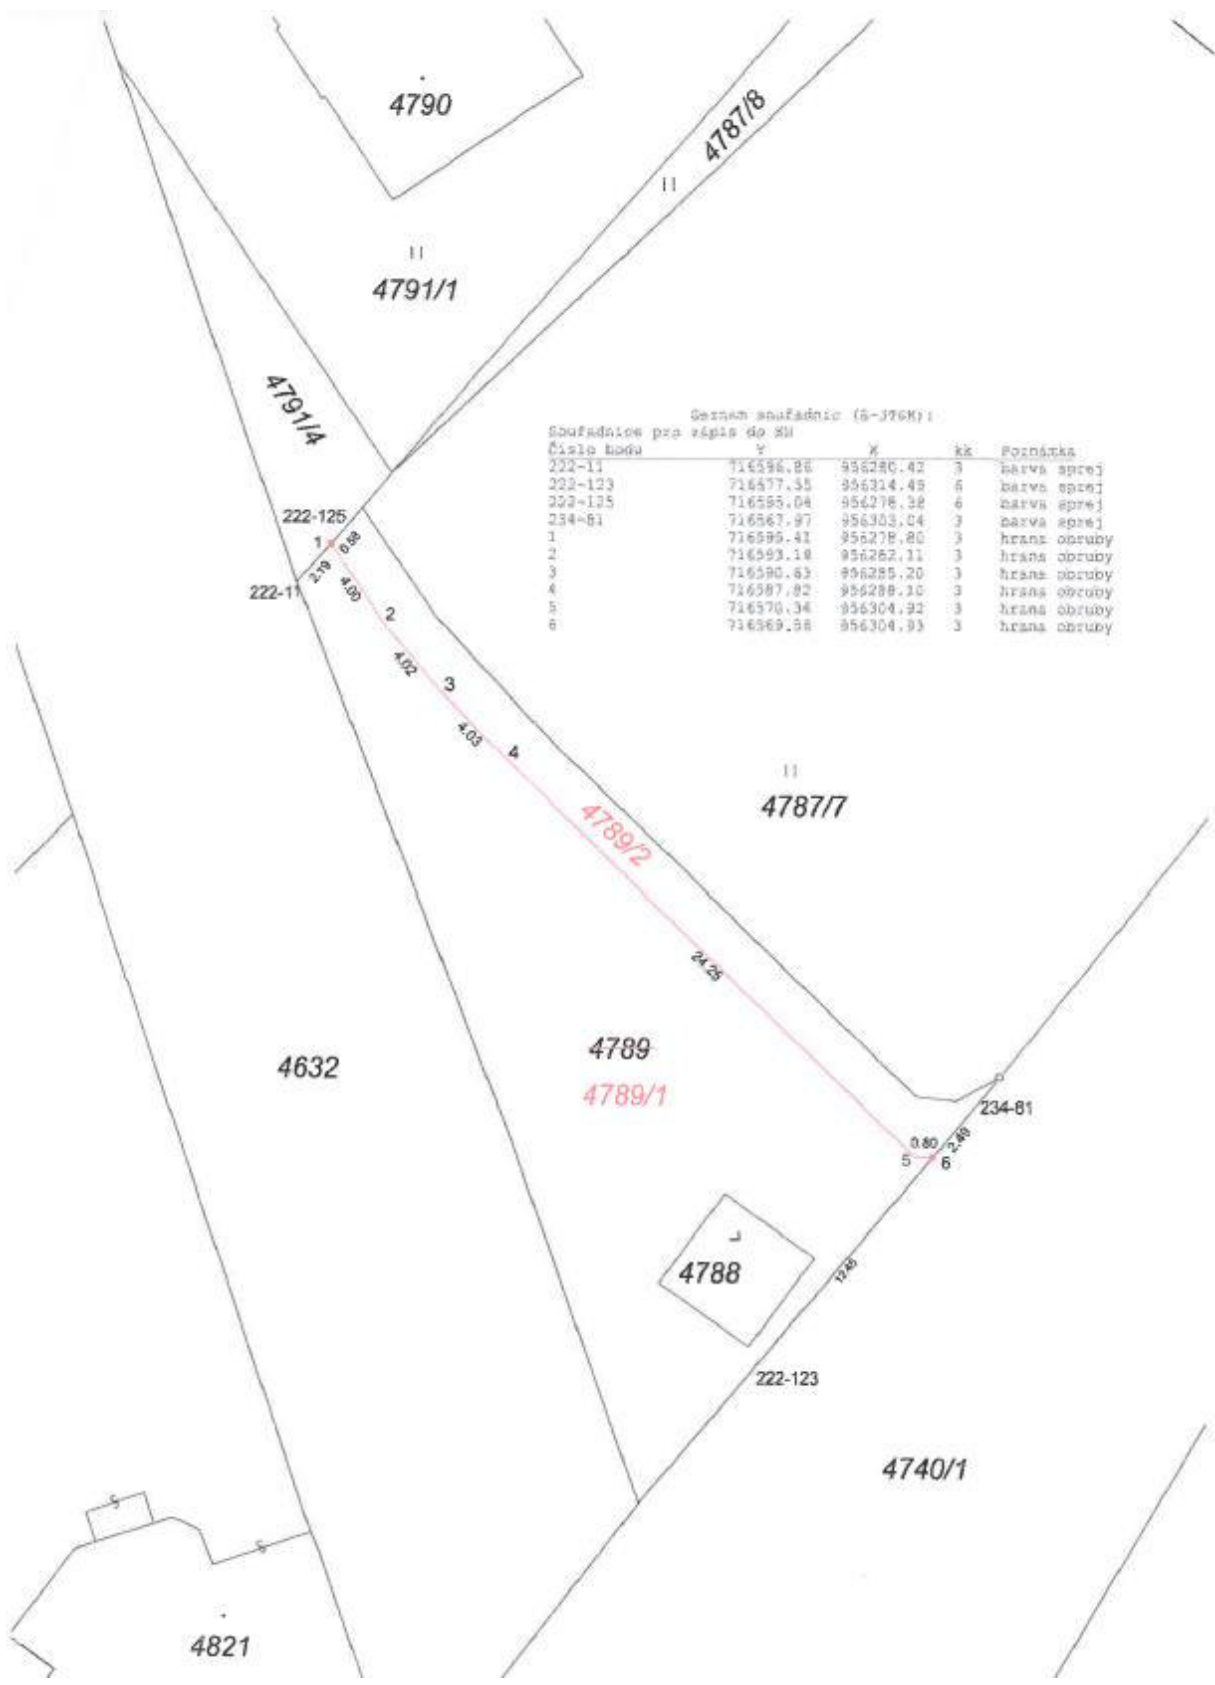 4790
4787/8
4791/1
4791/4
Seznam souřadnic (S-JTSK):
Souřadnice pro zápis do KN
Číslo bodu Y X kk Poznámka
222-11 716596.86 956280.42 3 barva sprej
222-123 716577.55 956314.49 6 barva sprej
222-125 956278.38 6 barva sprej
234-81 716567.97 956303.04 3 barva sprej
1 716595.41 956278.80 3 hrana obruby
2 716593.18 956282.11 3 hrana obruby
3 716590.63 956285.20 3 hrana obruby
4 716587.82 956288.10 3 hrana obruby
5 716570.36 956304.92 3 hrana obruby
6 716569.56 956304.93 3 hrana obruby
222-125
1
0.58
2.19
222-11
4.00
2
4.02
3
4.03
4
4787/7
4789/2
24.25
4789
4789/1
4632
234-81
0.80
2.49
5
6
4788
12.45
222-123
4740/1
4821